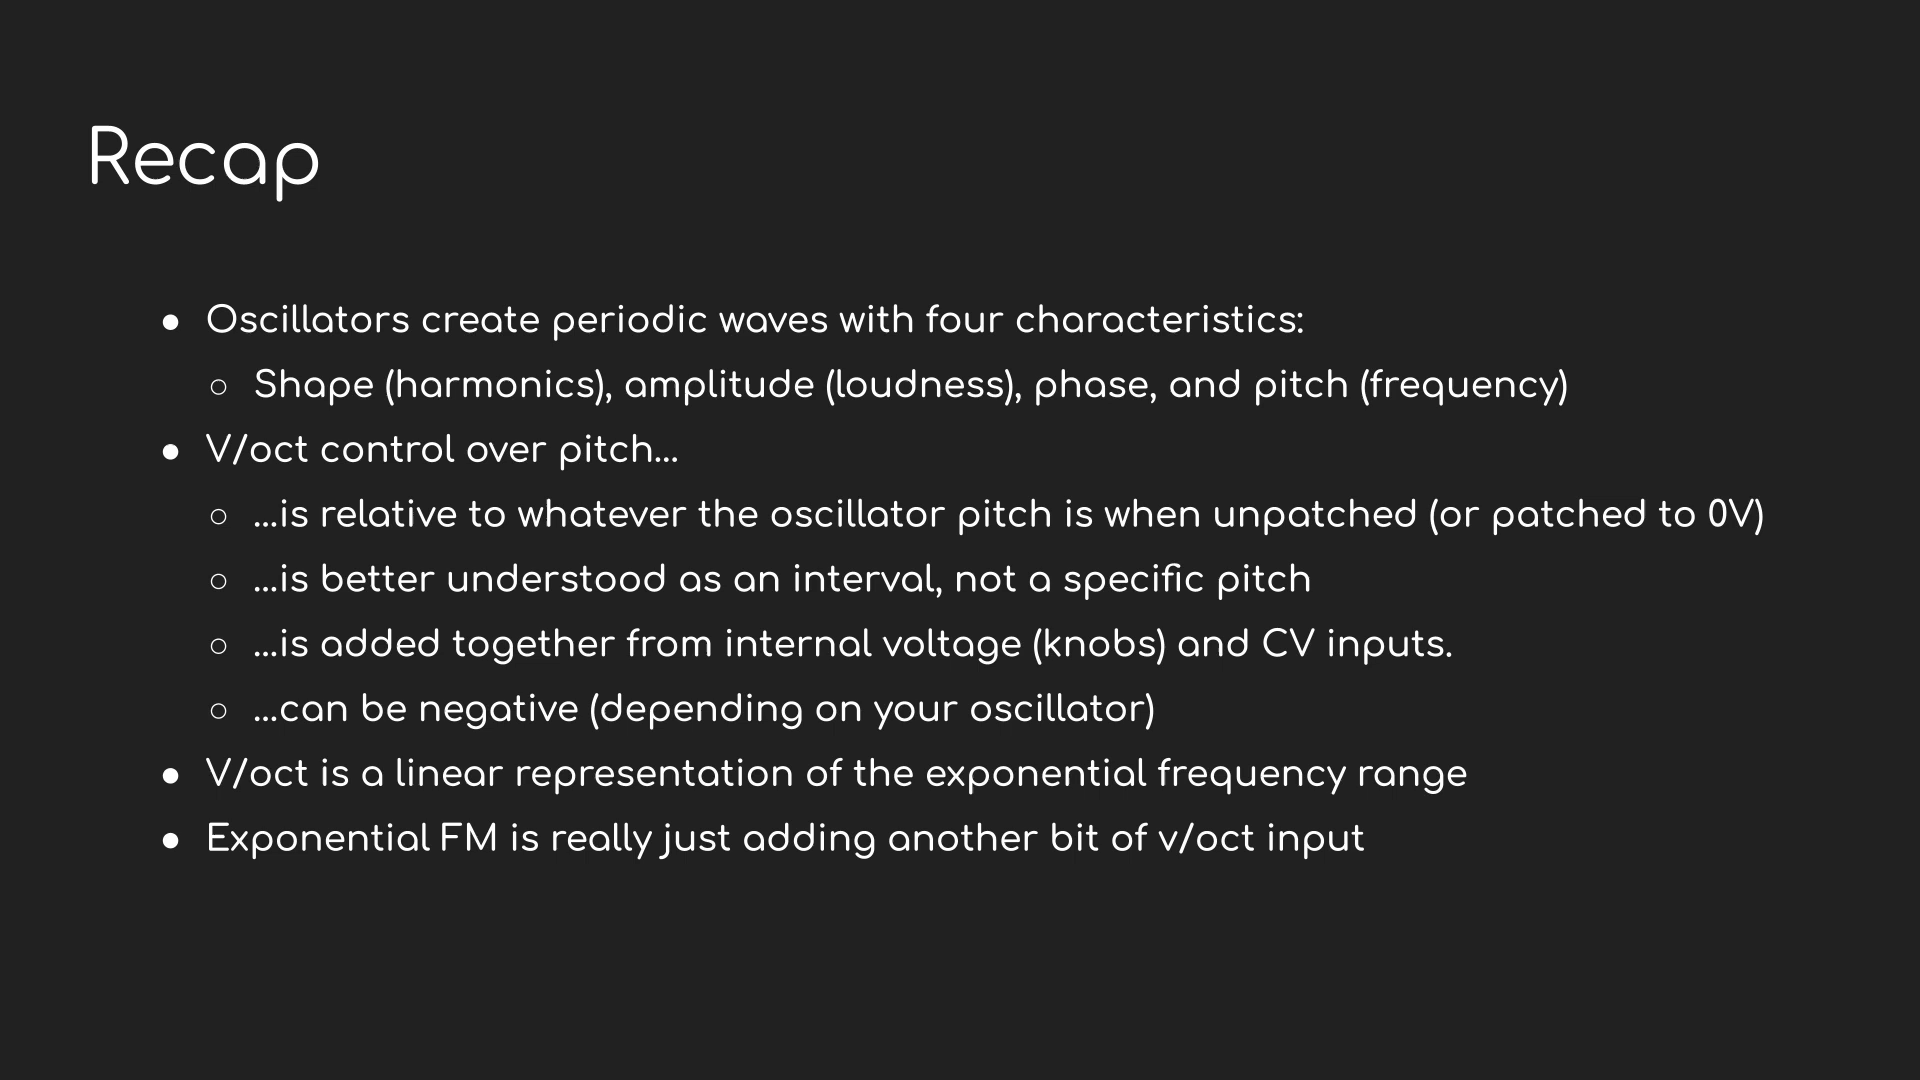 Recap
● Oscillators create periodic waves with four characteristics:
○ Shape (harmonics), amplitude (loudness), phase, and pitch (frequency)
● V/oct control over pitch…
○ …is relative to whatever the oscillator pitch is when unpatched (or patched to 0V)
○ …is better understood as an interval, not a specific pitch
○ …is added together from internal voltage (knobs) and CV inputs.
○ …can be negative (depending on your oscillator)
● V/oct is a linear representation of the exponential frequency range
● Exponential FM is really just adding another bit of v/oct input